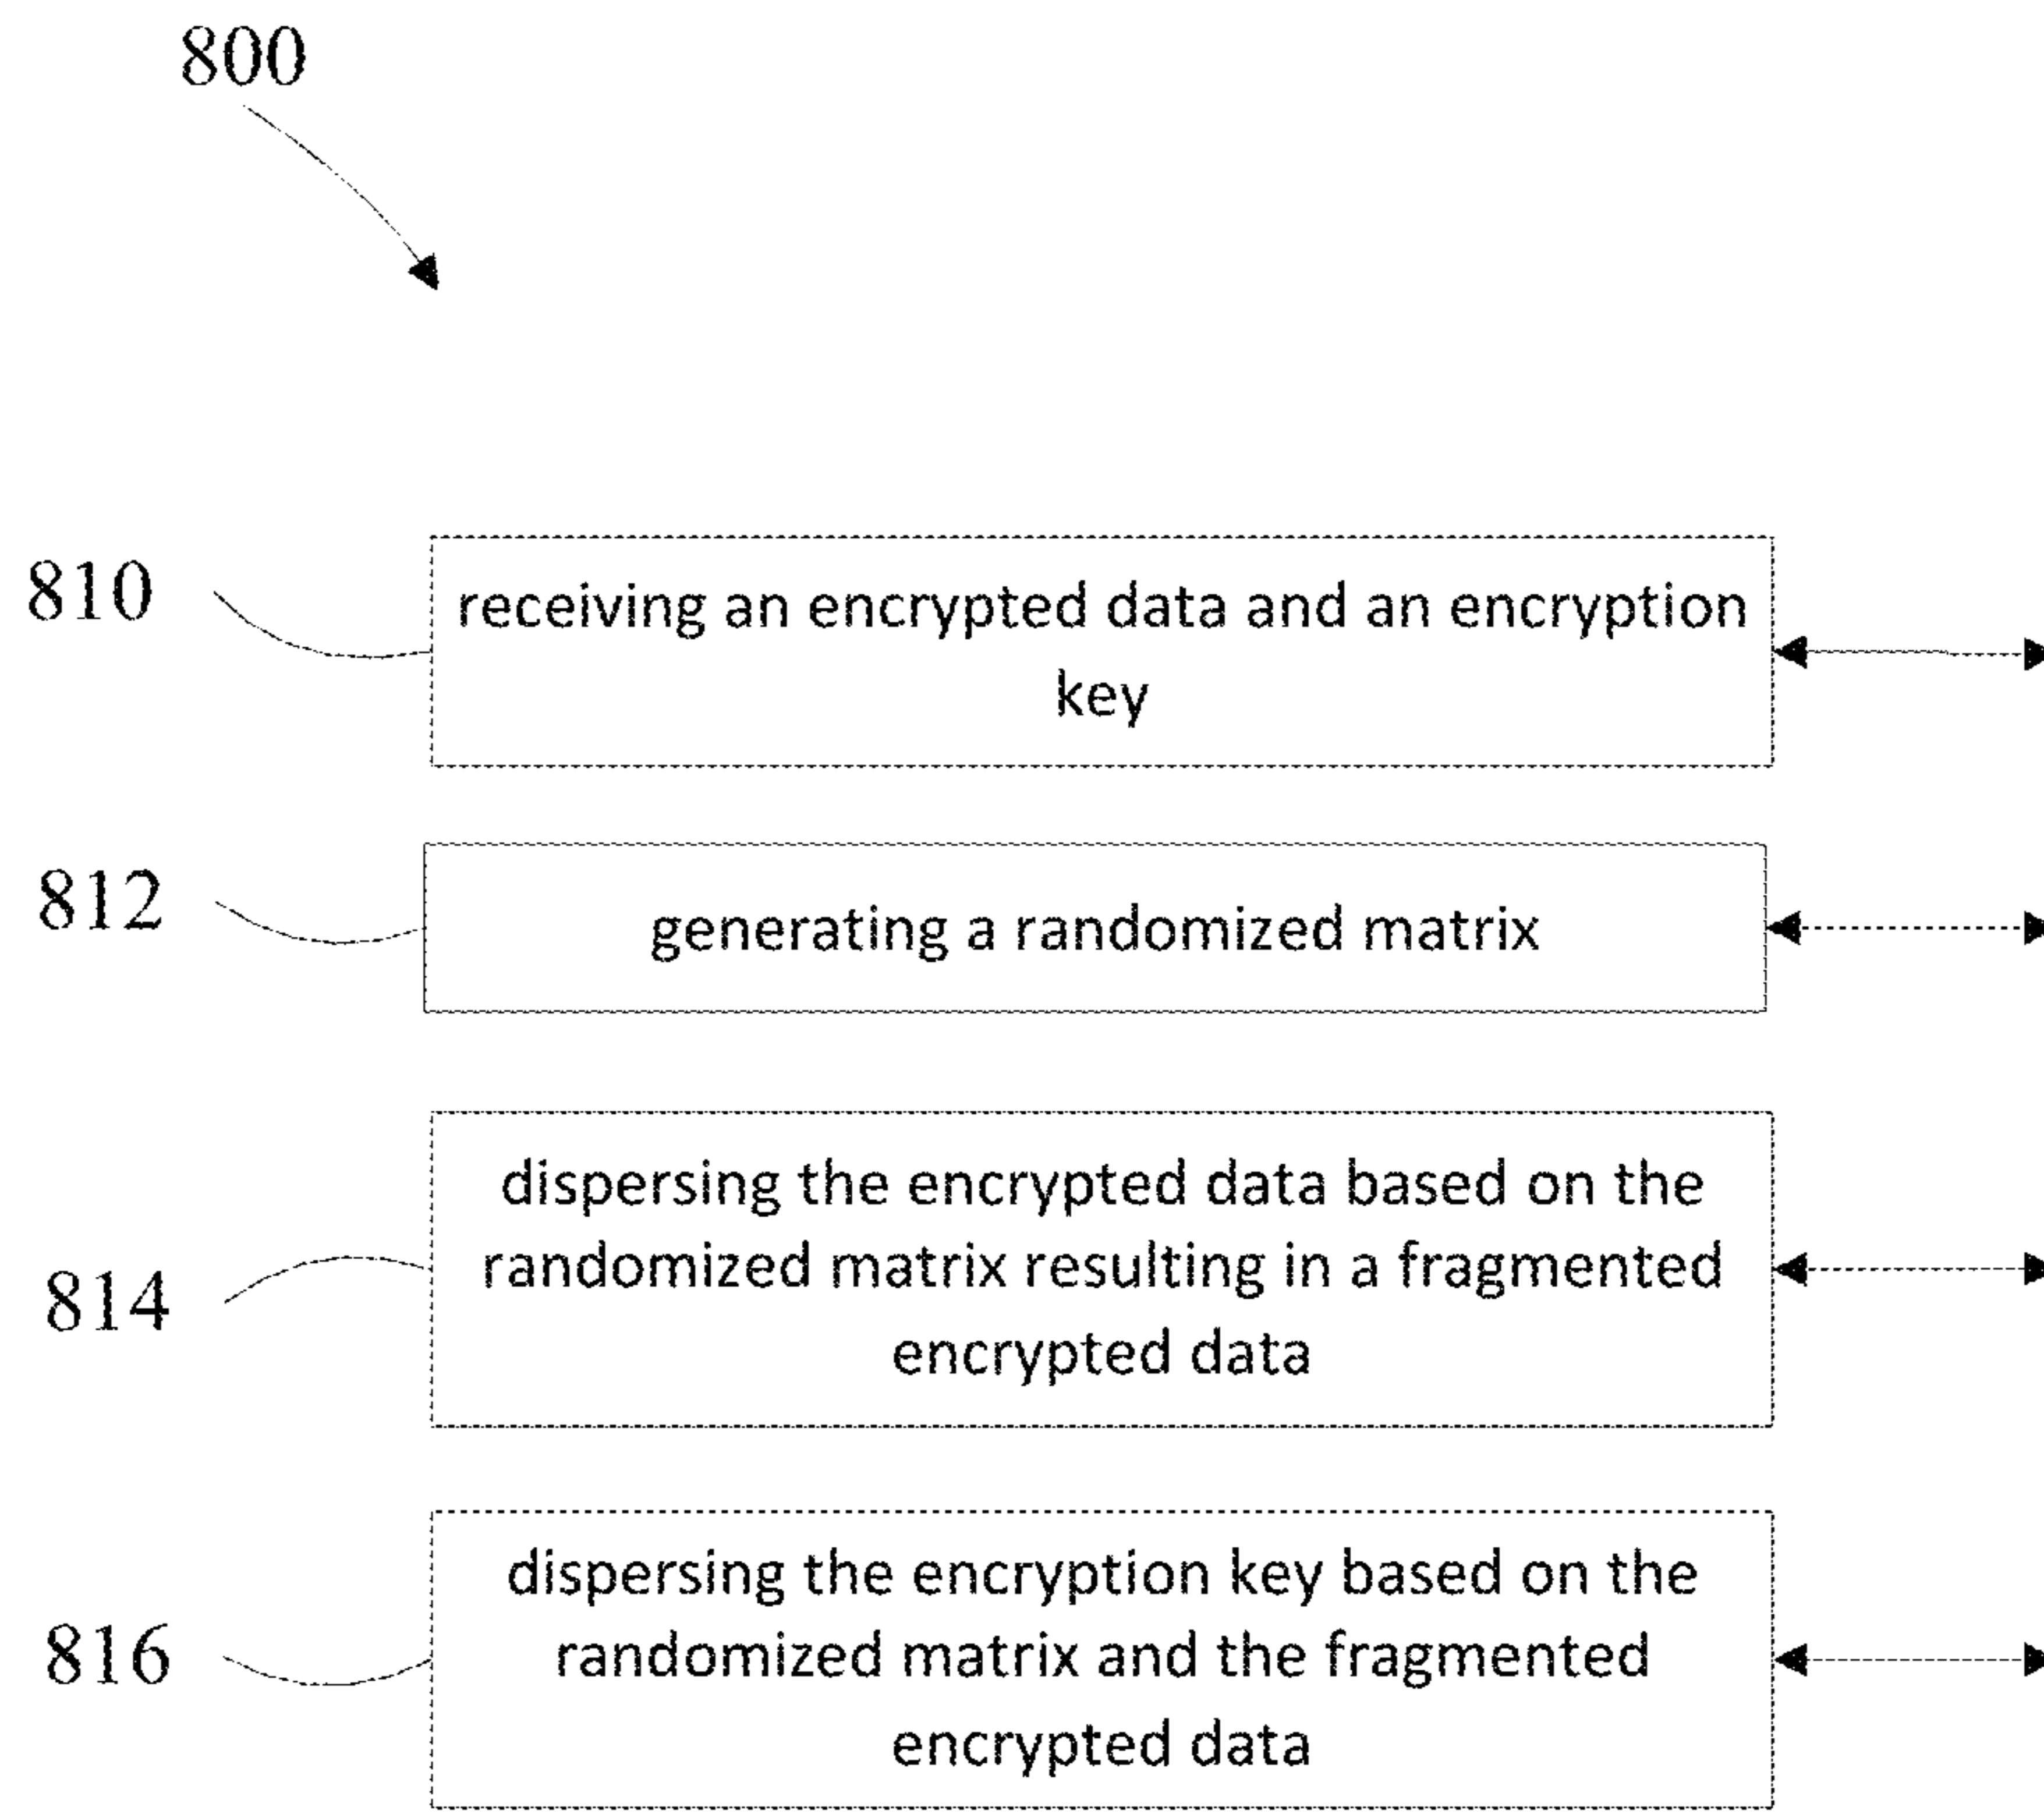 800
810
receiving an encrypted data and an encryption
key
812
generating a randomized matrix
dispersing the encrypted data based on the
randomized matrix resulting in a fragmented
encrypted data
814
dispersing the encryption key based on the
randomized matrix and the fragmented
encrypted data
816